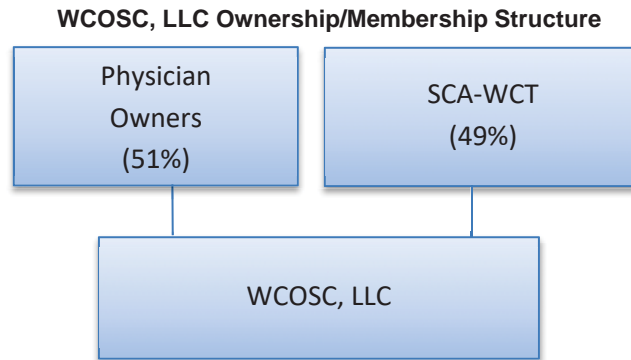 WCOSC, LLC Ownership/Membership Structure
Physician
Owners
(51%)
SCA-WCT
(49%)
WCOSC, LLC